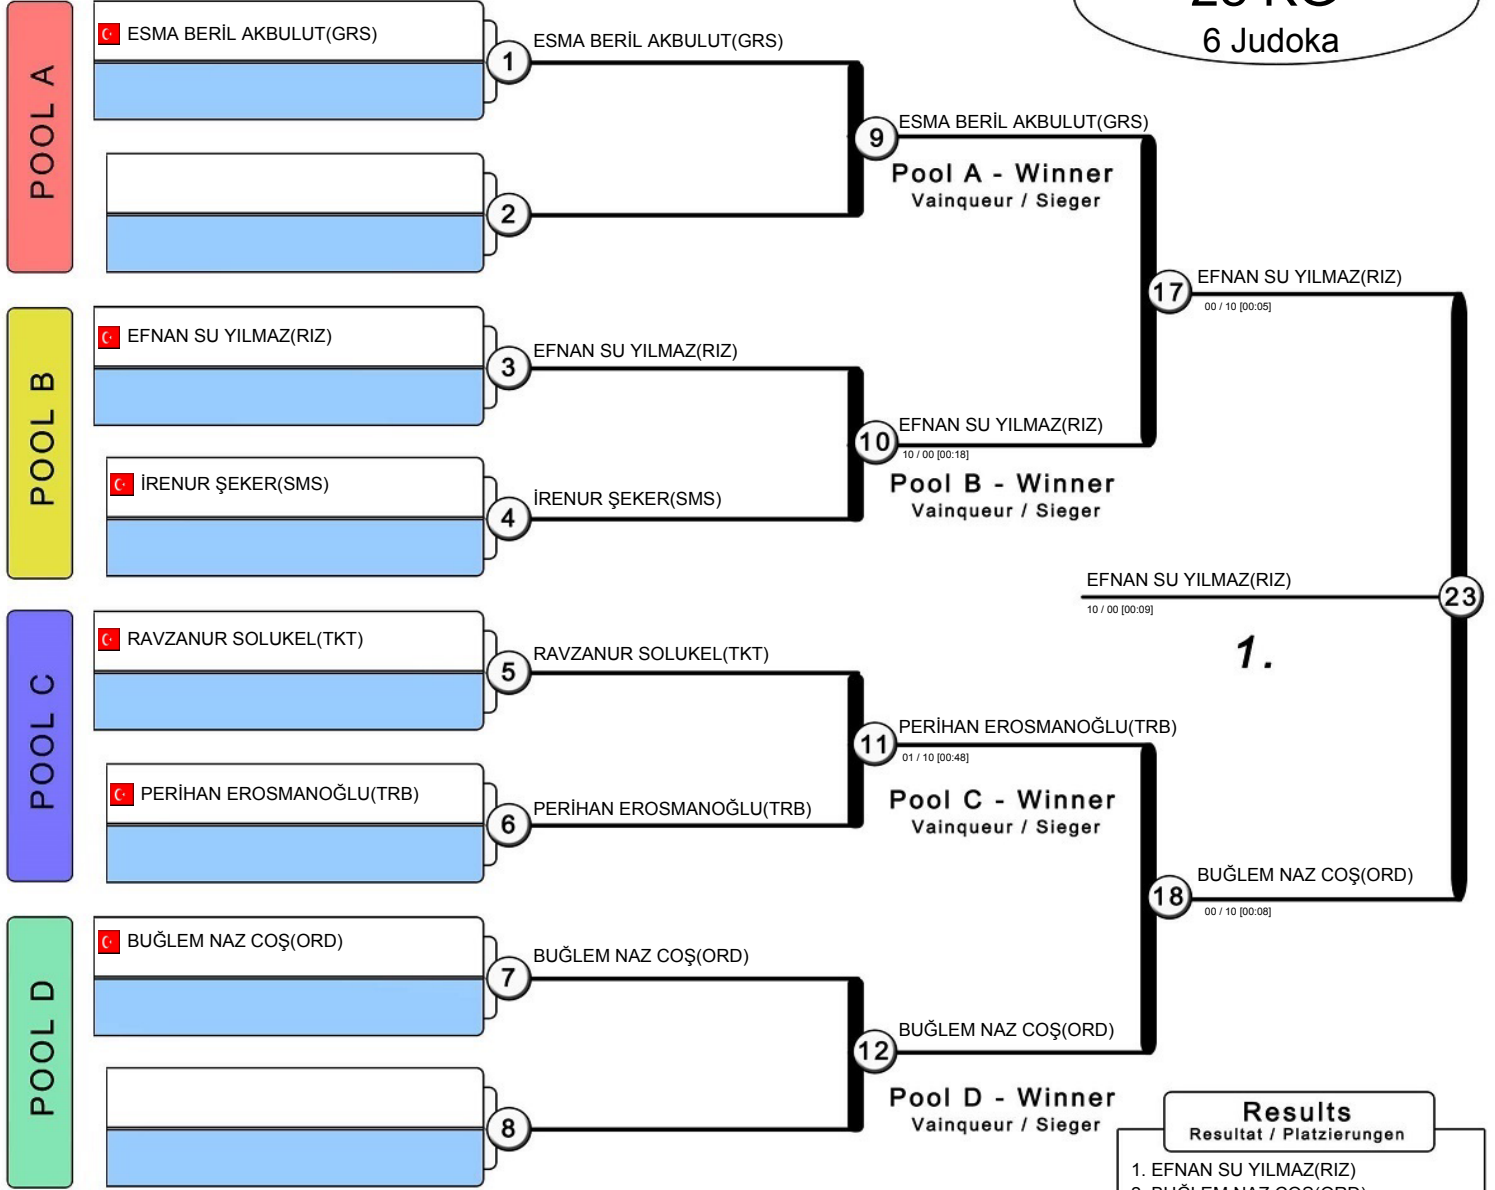 6 Judoka
POOL A
ESMA BERİL AKBULUT(GRS)
1
ESMA BERİL AKBULUT(GRS)
2
9
ESMA BERİL AKBULUT(GRS)
Pool A - Winner
Vainqueur / Sieger
POOL B
EFNAN SU YILMAZ(RIZ)
3
EFNAN SU YILMAZ(RIZ)
İRENUR ŞEKER(SMS)
4
İRENUR ŞEKER(SMS)
10
EFNAN SU YILMAZ(RIZ)
10 / 00 [00:18]
Pool B - Winner
Vainqueur / Sieger
17
EFNAN SU YILMAZ(RIZ)
00 / 10 [00:05]
EFNAN SU YILMAZ(RIZ)
10 / 00 [00:09]
23
1.
POOL C
RAVZANUR SOLUKEL(TKT)
5
RAVZANUR SOLUKEL(TKT)
PERİHAN EROSMANOĞLU(TRB)
6
PERİHAN EROSMANOĞLU(TRB)
11
PERİHAN EROSMANOĞLU(TRB)
01 / 10 [00:48]
Pool C - Winner
Vainqueur / Sieger
18
BUĞLEM NAZ COŞ(ORD)
00 / 10 [00:08]
POOL D
BUĞLEM NAZ COŞ(ORD)
7
BUĞLEM NAZ COŞ(ORD)
8
12
BUĞLEM NAZ COŞ(ORD)
Pool D - Winner
Vainqueur / Sieger
Results
Resultat / Platzierungen
1. EFNAN SU YILMAZ(RIZ)
2. BUĞLEM NAZ COŞ(ORD)